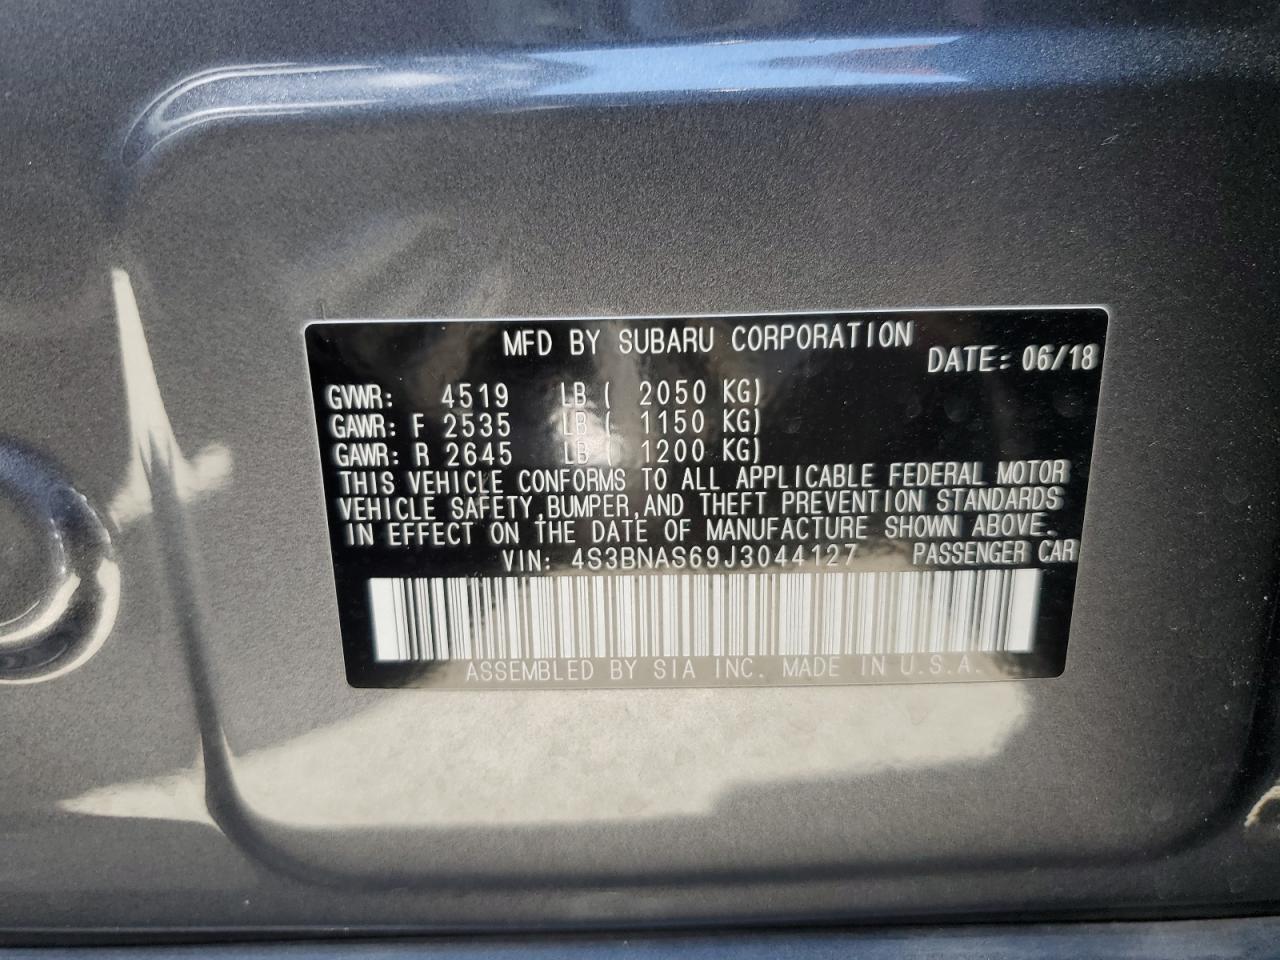 MFD BY SUBARU CORPORATION
DATE: 06/18
GVWR: 4519 LB ( 2050 KG)
GAWR: F 2535 LB ( 1150 KG)
GAWR: R 2645 LB ( 1200 KG)
THIS VEHICLE CONFORMS TO ALL APPLICABLE FEDERAL MOTOR
VEHICLE SAFETY,BUMPER,AND THEFT PREVENTION STANDARDS
IN EFFECT ON THE DATE OF MANUFACTURE SHOWN ABOVE.
VIN: 4S3BNAS69J3044127 PASSENGER CAR
ASSEMBLED BY SIA INC. MADE IN U.S.A.